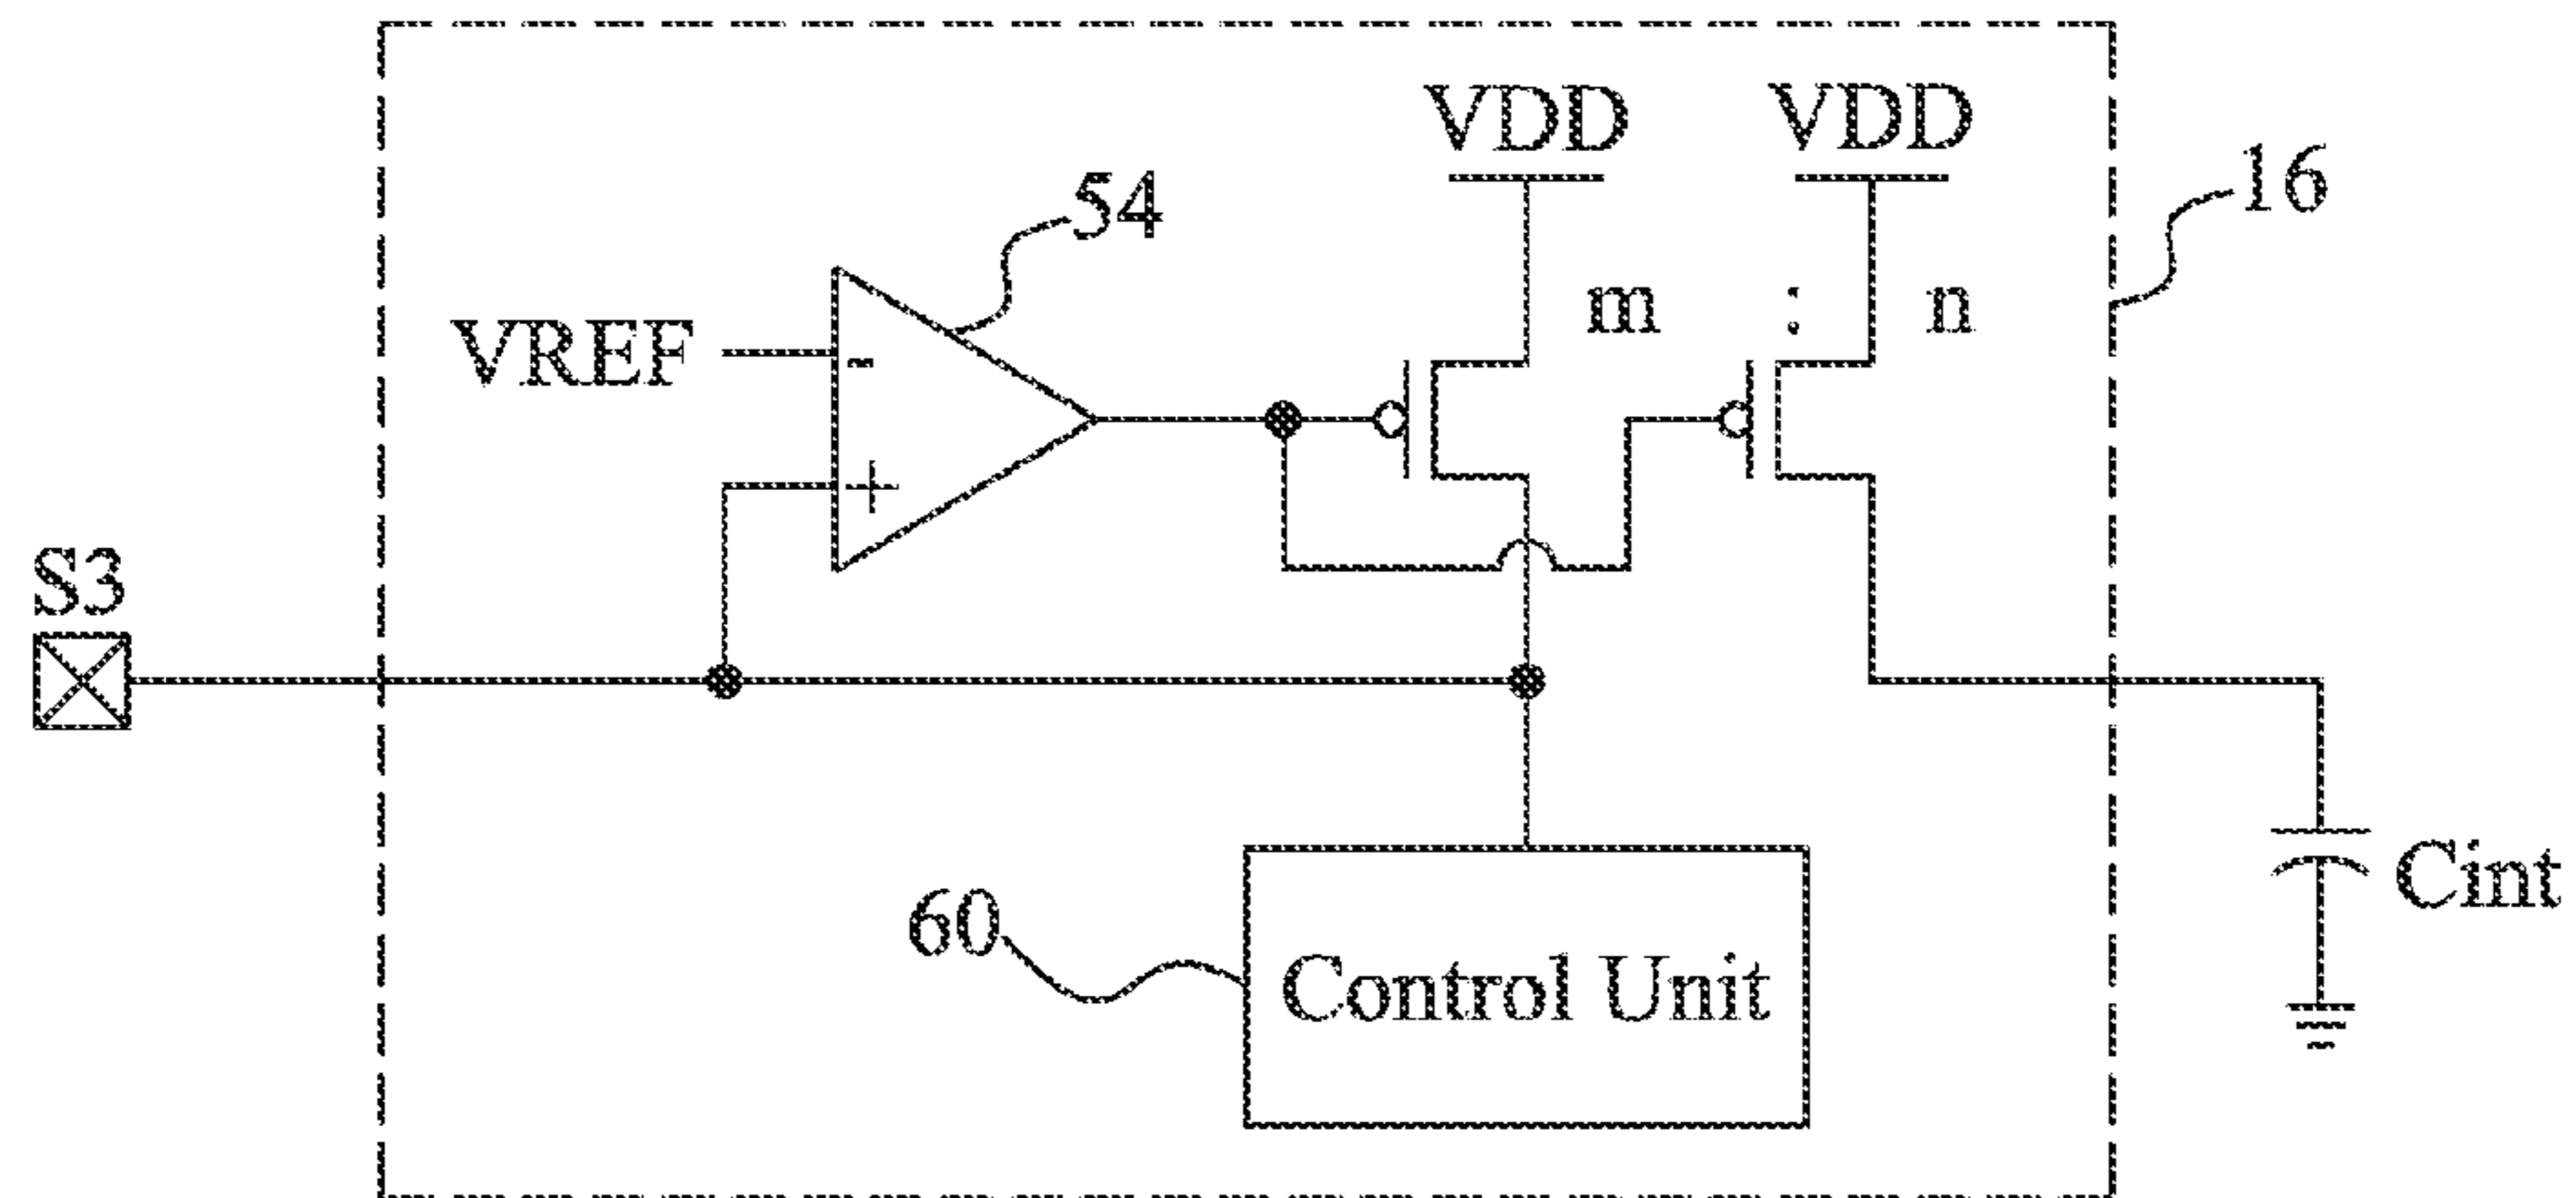 VDD VDD
16
54
m : n
VREF
-
+
S3
Cint
60
Control Unit